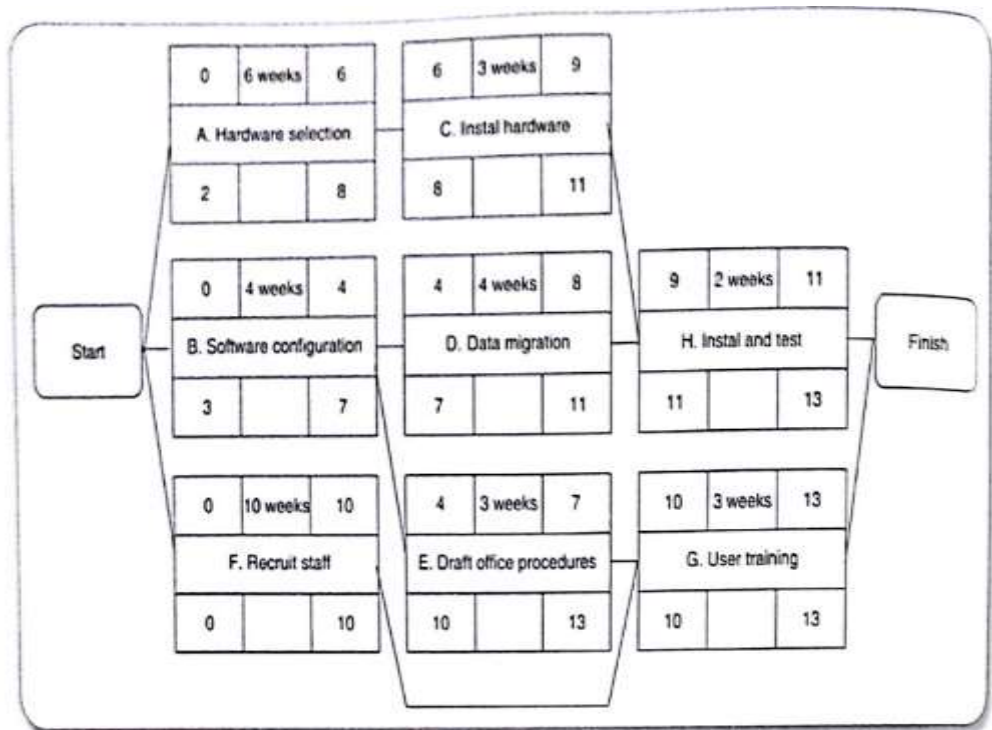 0 6 weeks 6
A. Hardware selection
2 8
6 3 weeks 9
C. Instal hardware
8 11
Start
0 4 weeks 4
B. Software configuration
3 7
4 4 weeks 8
D. Data migration
7 11
9 2 weeks 11
H. Instal and test
11 13
Finish
0 10 weeks 10
F. Recruit staff
0 10
4 3 weeks 7
E. Draft office procedures
10 13
10 3 weeks 13
G. User training
10 13